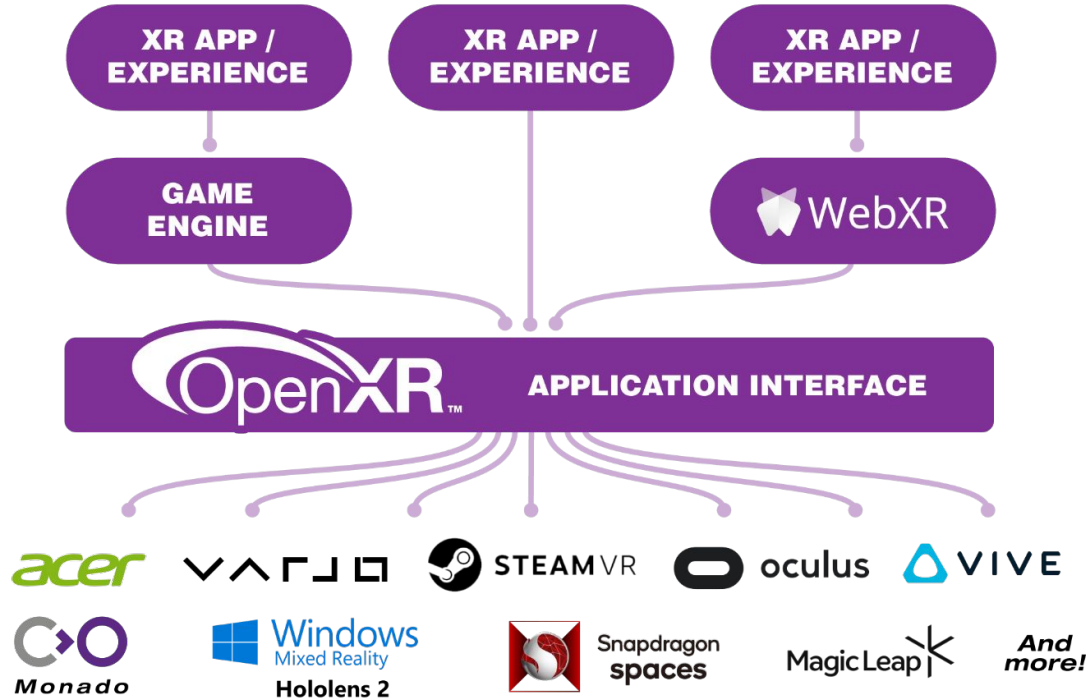 XR APP /
EXPERIENCE
XR APP /
EXPERIENCE
XR APP /
EXPERIENCE
GAME
ENGINE
WebXR
OpenXR™
APPLICATION INTERFACE
acer
VARJO
STEAMVR
oculus
VIVE
Monado
Windows
Mixed Reality
Hololens 2
Snapdragon
spaces
Magic Leap
And
more!